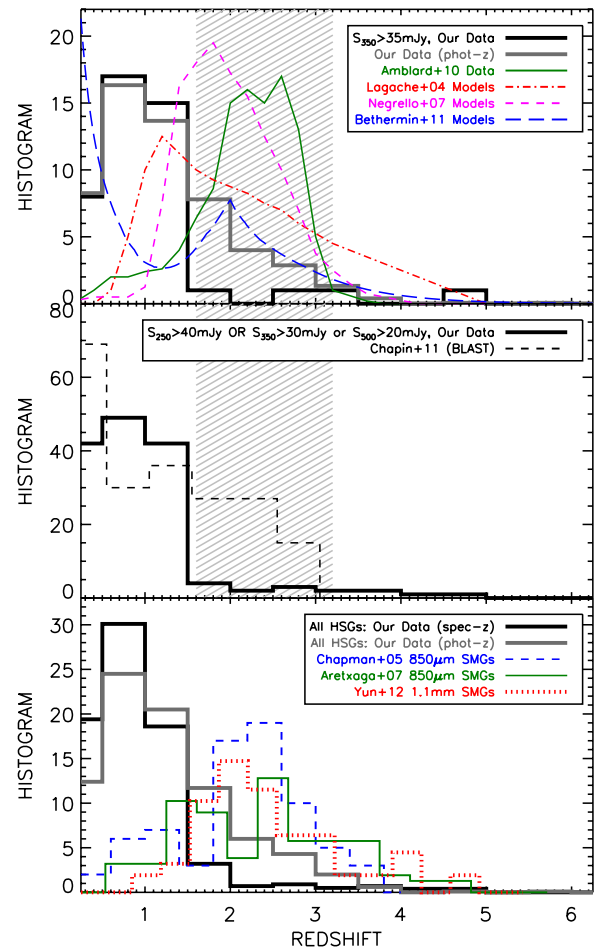 S350>35mJy, Our Data
Our Data (phot-z)
Amblard+10 Data
Lagache+04 Models
Negrello+07 Models
Bethermin+11 Models
20
15
10
5
0
HISTOGRAM
S250>40mJy OR S350>30mJy or S500>20mJy, Our Data
Chapin+11 (BLAST)
80
60
40
20
0
HISTOGRAM
All HSGs: Our Data (spec-z)
All HSGs: Our Data (phot-z)
Chapman+05 850μm SMGs
Aretxaga+07 850μm SMGs
Yun+12 1.1mm SMGs
30
25
20
15
10
5
0
HISTOGRAM
1 2 3 4 5 6
REDSHIFT